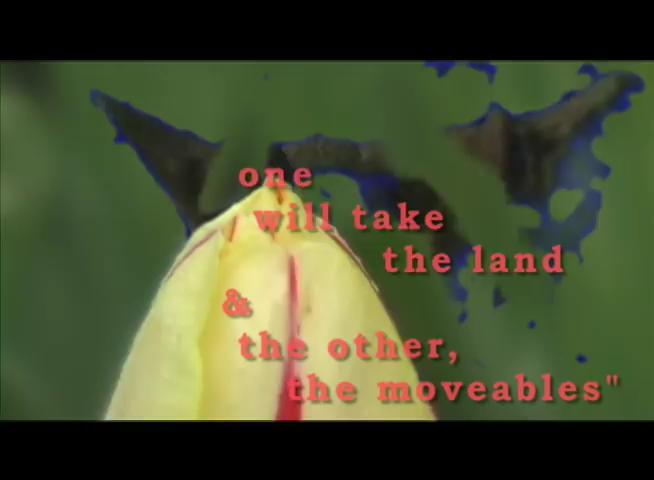 one
will take
the land
&
the other,
the moveables"